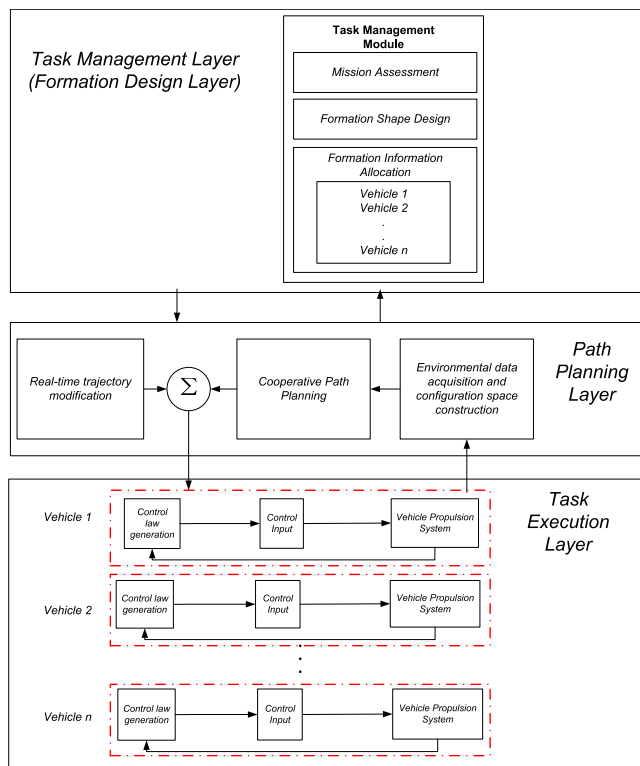 Task Management Layer
(Formation Design Layer)
Task Management
Module
Mission Assessment
Formation Shape Design
Formation Information
Allocation
Vehicle 1
Vehicle 2
.
.
Vehicle n
Path
Planning
Layer
Real-time trajectory
modification
Σ
Cooperative Path
Planning
Environmental data
acquisition and
configuration space
construction
Task
Execution
Layer
Vehicle 1
Control
law
generation
Control
Input
Vehicle Propulsion
System
Vehicle 2
Control law
generation
Control
Input
Vehicle Propulsion
System
.
.
.
Vehicle n
Control law
generation
Control
Input
Vehicle Propulsion
System